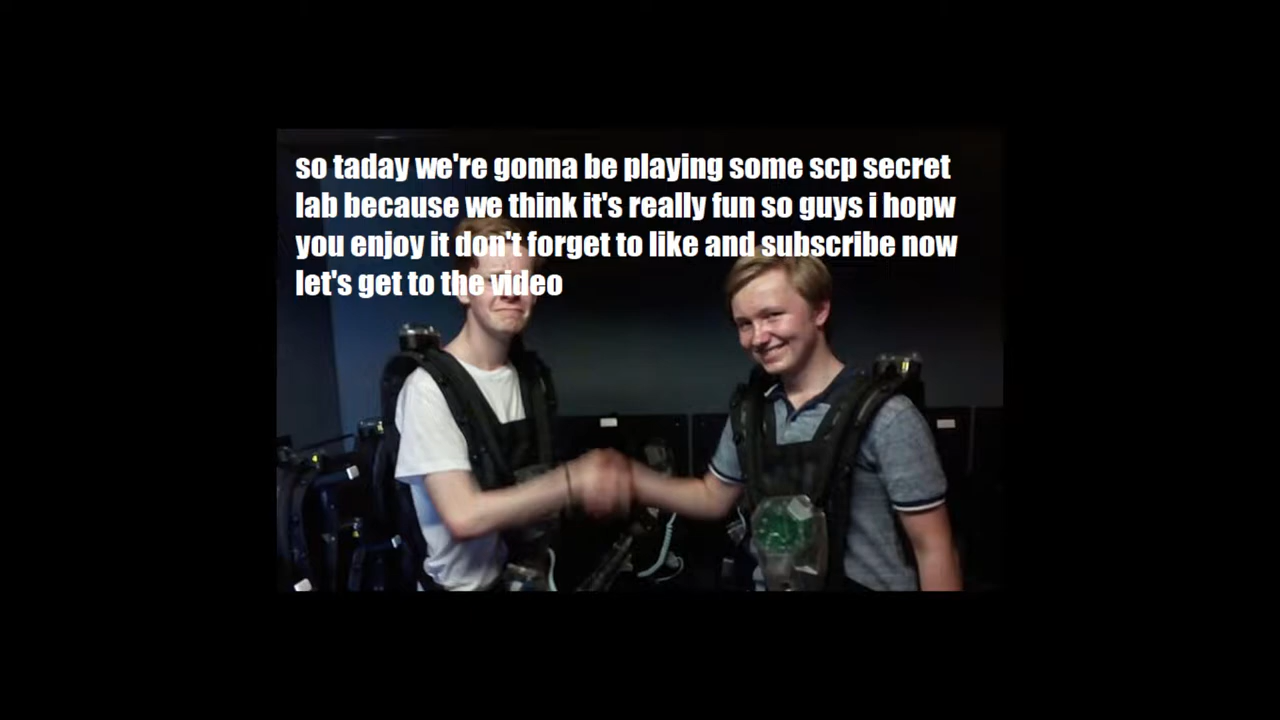 so taday we're gonna be playing some scp secret
lab because we think it's really fun so guys i hopw
you enjoy it don't forget to like and subscribe now
let's get to the video